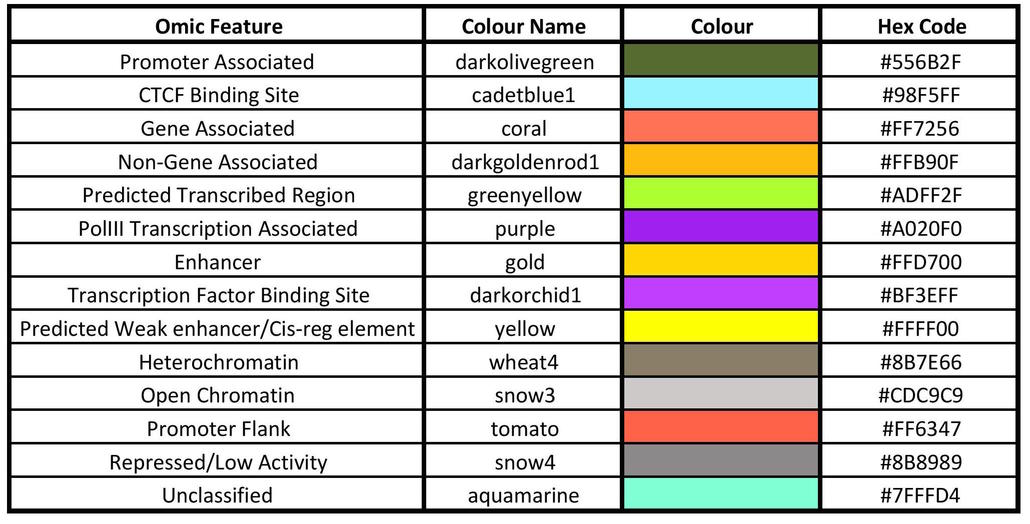 Omic Feature Colour Name Colour Hex Code
Promoter Associated darkolivegreen #556B2F
CTCF Binding Site cadetblue1 #98F5FF
Gene Associated coral #FF7256
Non-Gene Associated darkgoldenrod1 #FFB90F
Predicted Transcribed Region greenyellow #ADFF2F
PolIII Transcription Associated purple #A020F0
Enhancer gold #FFD700
Transcription Factor Binding Site darkorchid1 #BF3EFF
Predicted Weak enhancer/Cis-reg element yellow #FFFF00
Heterochromatin wheat4 #8B7E66
Open Chromatin snow3 #CDC9C9
Promoter Flank tomato #FF6347
Repressed/Low Activity snow4 #8B8989
Unclassified aquamarine #7FFFD4